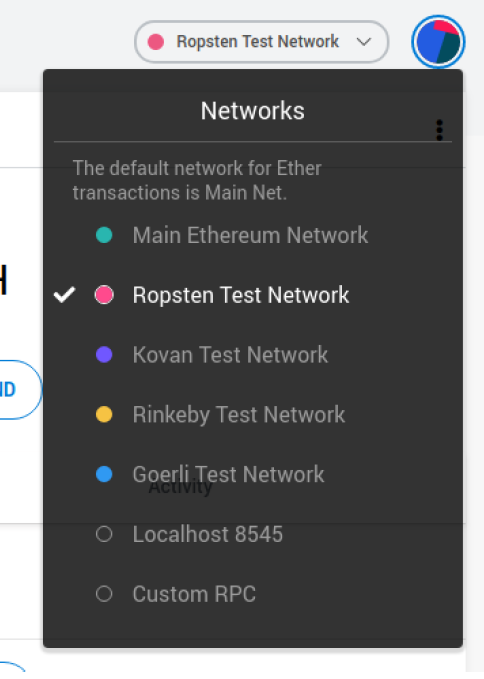 Ropsten Test Network
Networks
The default network for Ether
transactions is Main Net.
Main Ethereum Network
Ropsten Test Network
Kovan Test Network
Rinkeby Test Network
ND
Goerli Test Network
Activity
Localhost 8545
Custom RPC